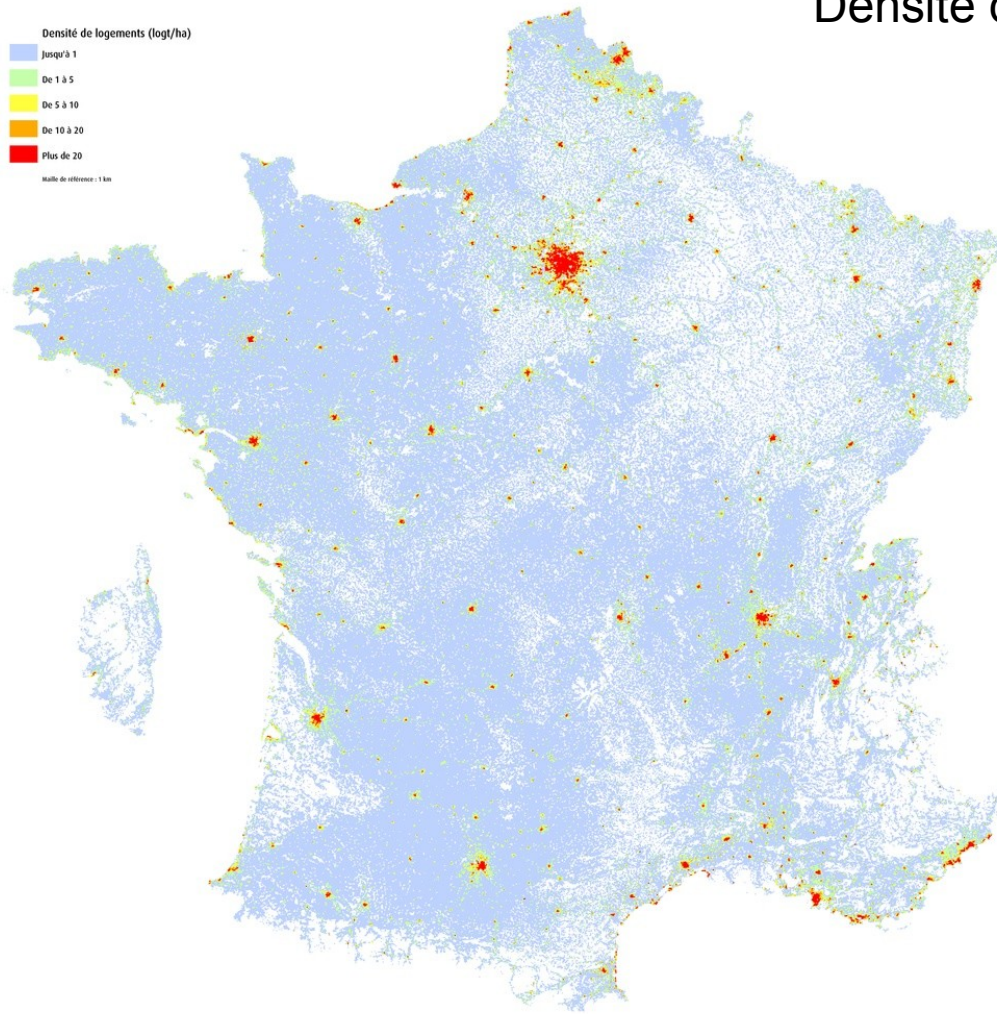 Densité
Densité de logements (logt/ha)
Jusqu'à 1
De 1 à 5
De 5 à 10
De 10 à 20
Plus de 20
Maille de référence : 1 km